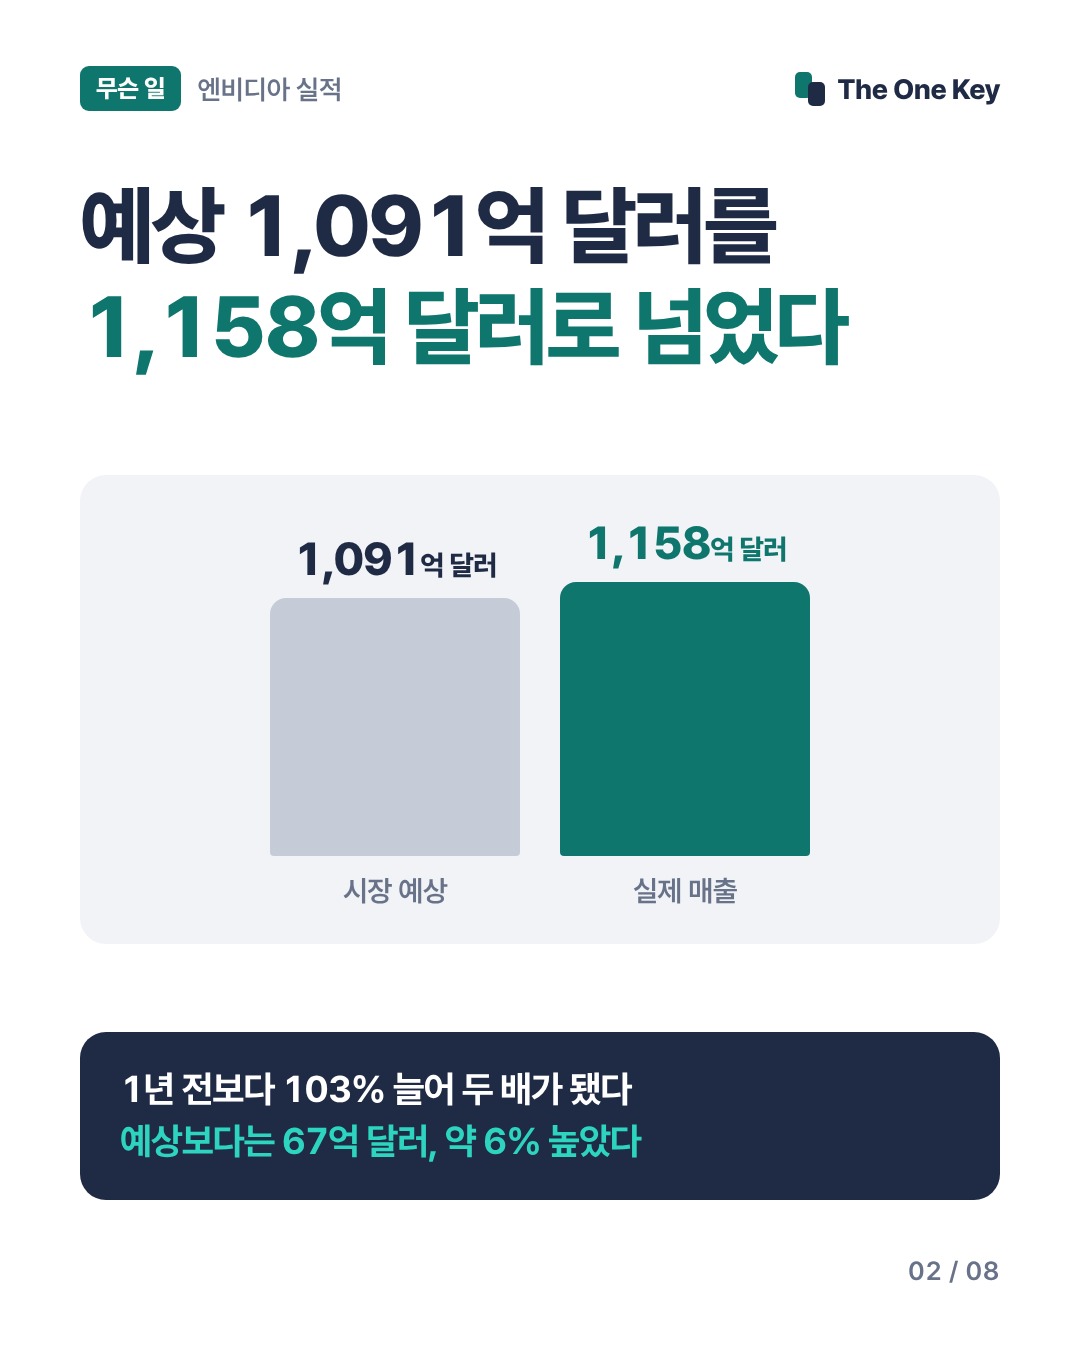 무슨 일 엔비디아 실적
The One Key
예상 1,091억 달러를
1,158억 달러로 넘었다
1,091억 달러
1,158억 달러
시장 예상
실제 매출
1년 전보다 103% 늘어 두 배가 됐다
예상보다는 67억 달러, 약 6% 높았다
02 / 08